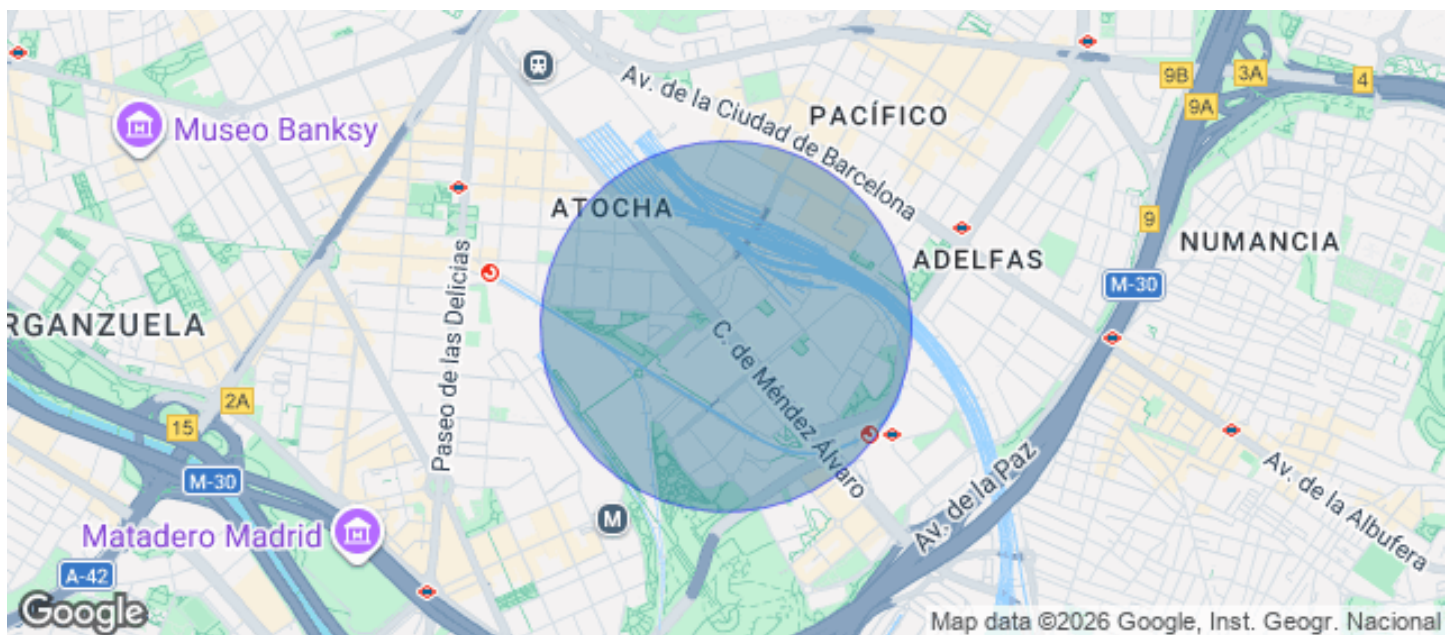 Av. de la Ciudad de Barcelona
PACÍFICO
9B
3A
4
9A
Museo Banksy
ATOCHA
9
NUMANCIA
ADELFAS
M-30
RGANZUELA
Paseo de las Delicias
C. de Méndez Álvaro
2A
15
M-30
M
Av. de la Paz
Av. de la Albufera
Matadero Madrid
A-42
Google
Map data ©2026 Google, Inst. Geogr. Nacional